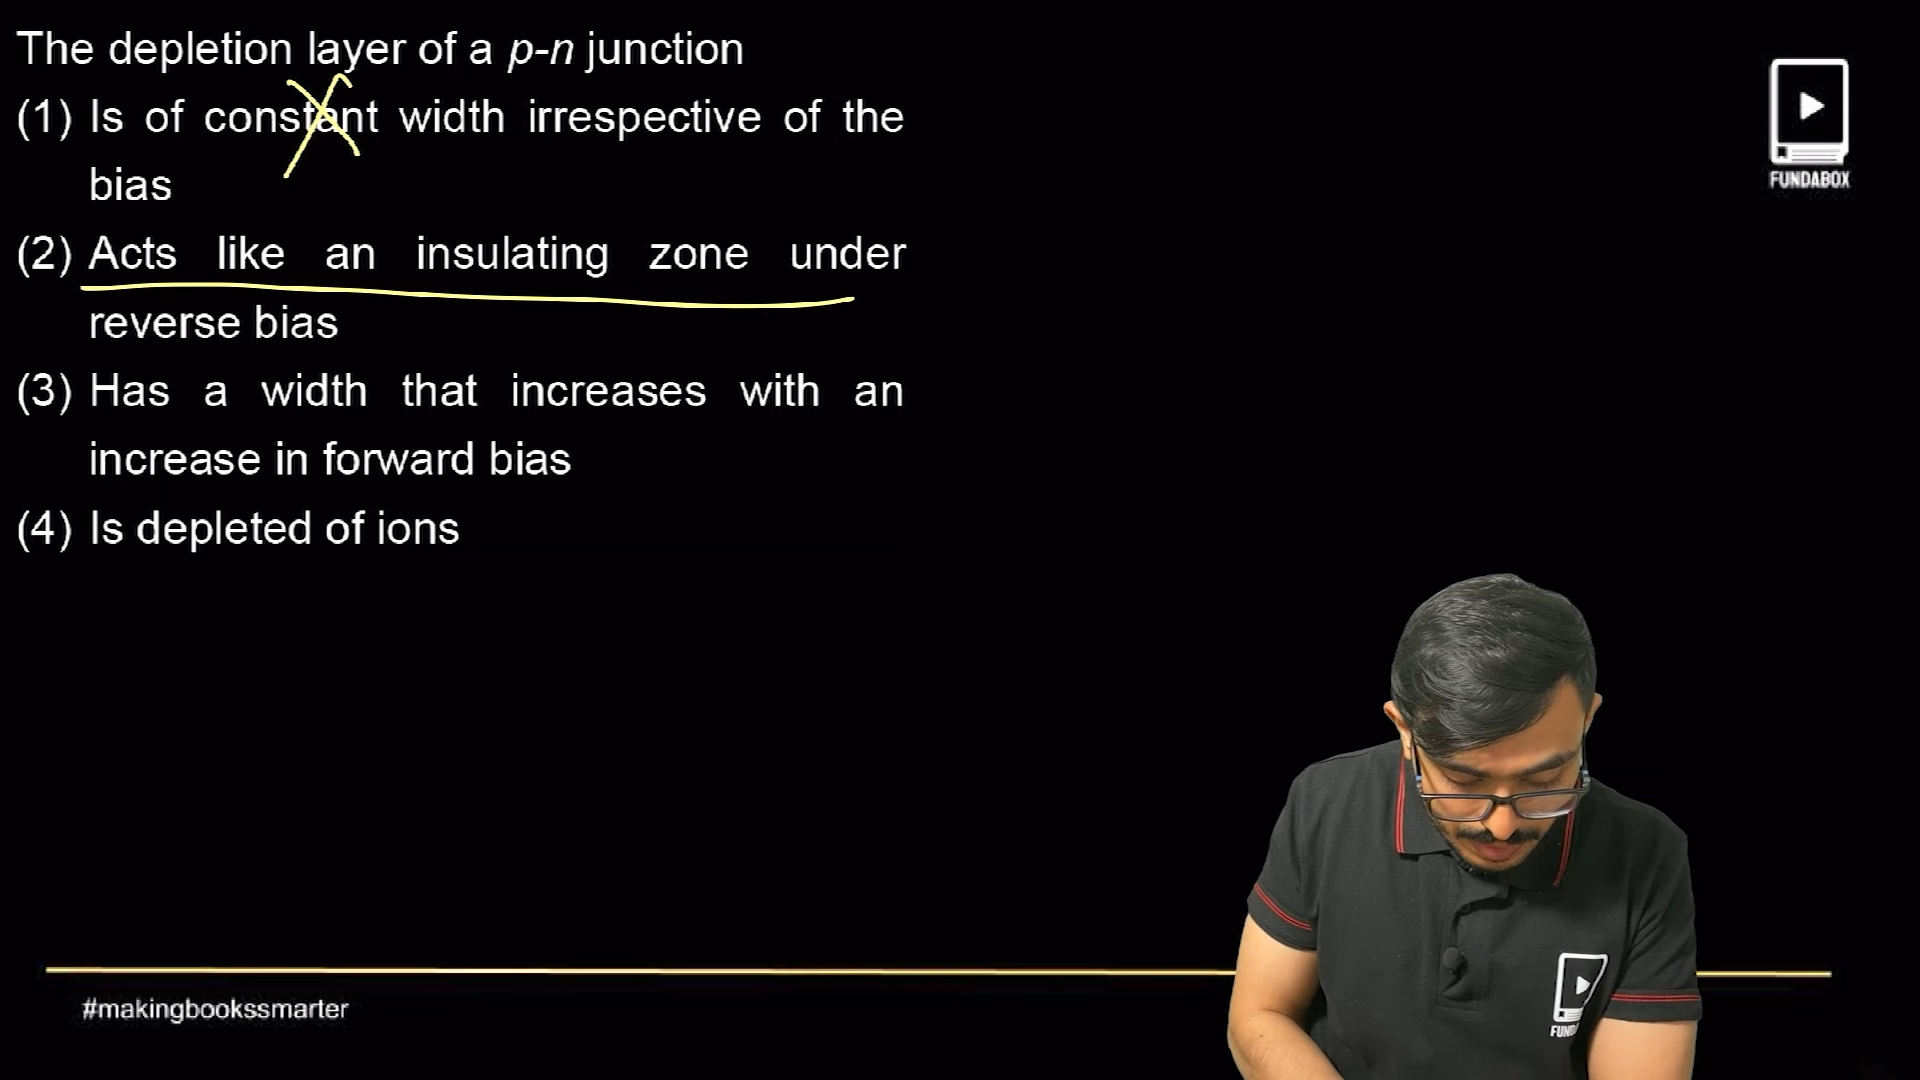 The depletion layer of a p-n junction
(1) Is of constant width irrespective of the
bias
(2) Acts like an insulating zone under
reverse bias
(3) Has a width that increases with an
increase in forward bias
(4) Is depleted of ions
FUNDABOX
#makingbookssmarter
FUND